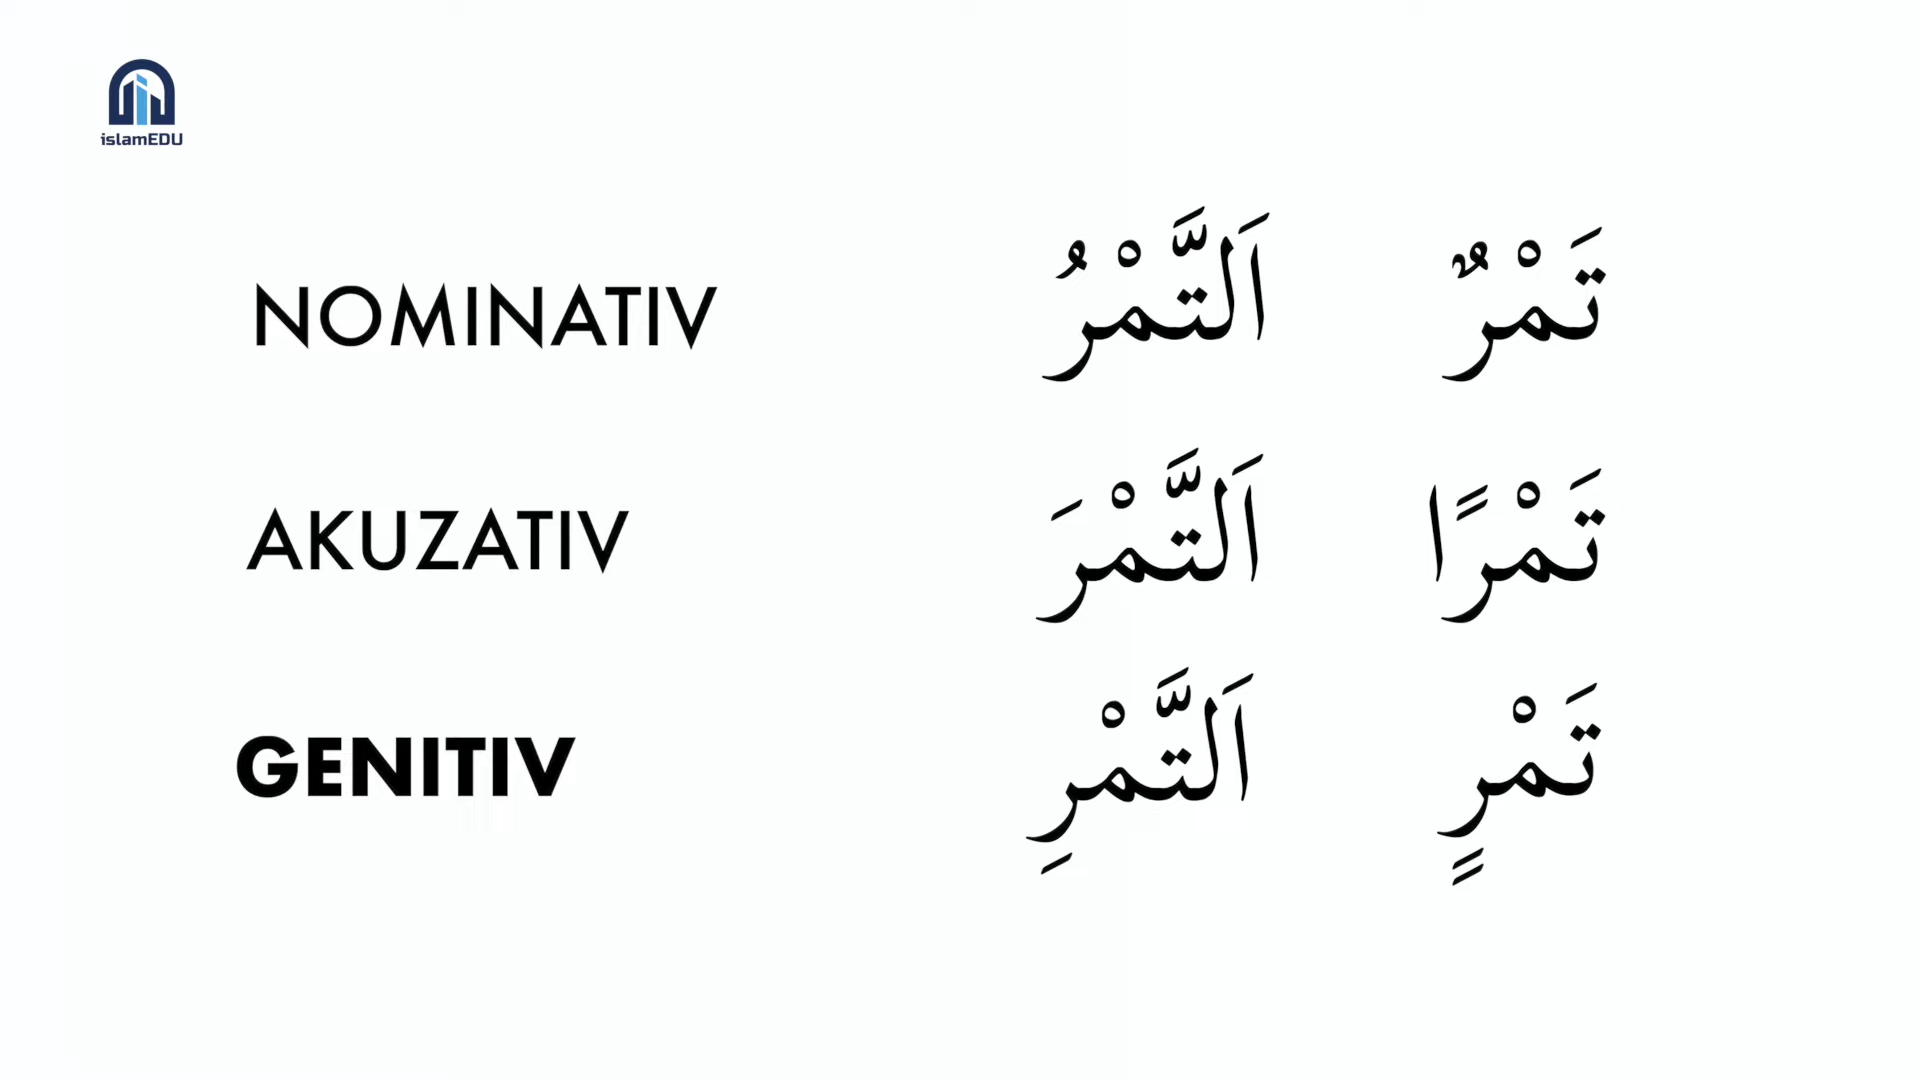 islamEDU
NOMINATIV اَلتَّمْرُ تَمْرٌ
AKUZATIV اَلتَّمْرَ تَمْرًا
GENITIV اَلتَّمْرِ تَمْرٍ